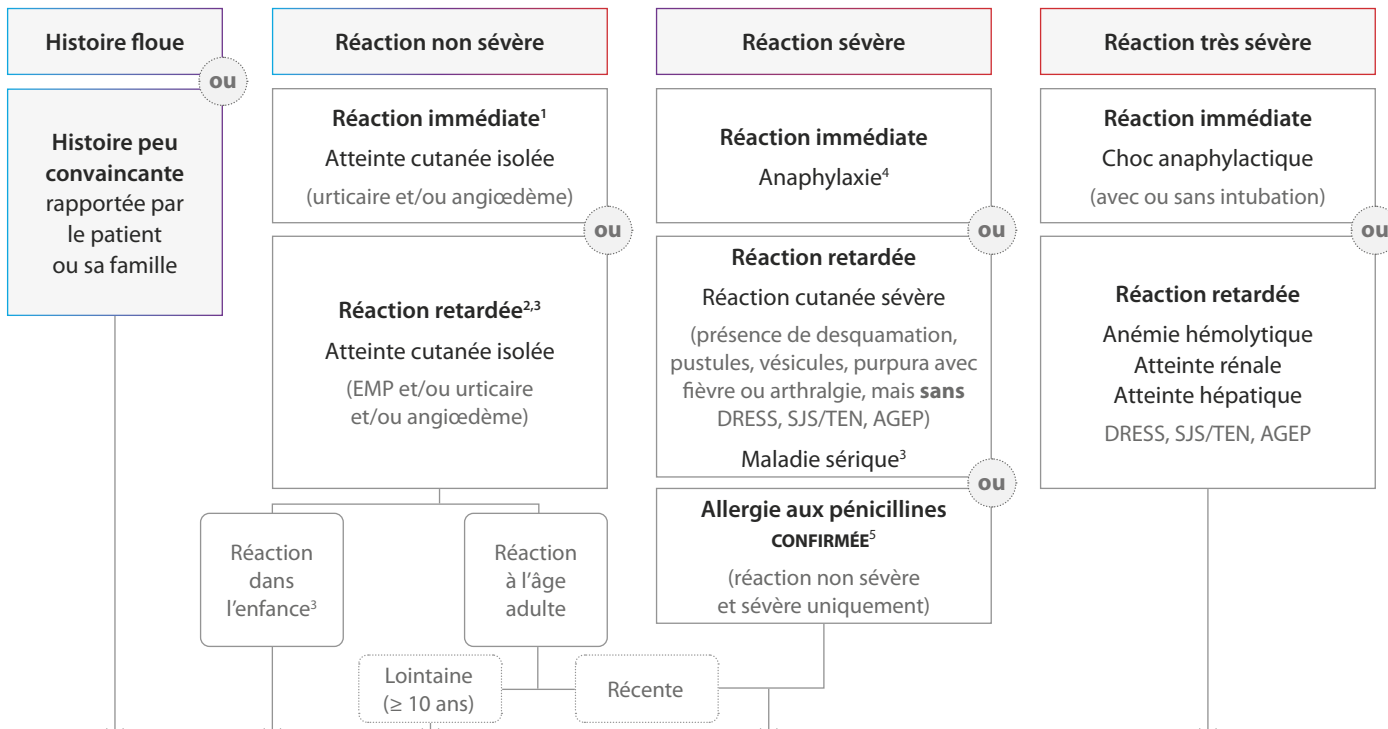 Histoire floue
ou
Histoire peu
convaincante
rapportée par
le patient
ou sa famille
Réaction non sévère
Réaction immédiate¹
Atteinte cutanée isolée
(urticaire et/ou angiœdème)
ou
Réaction retardée²,³
Atteinte cutanée isolée
(EMP et/ou urticaire
et/ou angiœdème)
Réaction
dans
l'enfance³
Réaction
à l'âge
adulte
Lointaine
(≥ 10 ans)
Récente
Réaction sévère
Réaction immédiate
Anaphylaxie⁴
ou
Réaction retardée
Réaction cutanée sévère
(présence de desquamation,
pustules, vésicules, purpura avec
fièvre ou arthralgie, mais sans
DRESS, SJS/TEN, AGEP)
Maladie sérique³
ou
Allergie aux pénicillines
CONFIRMÉE⁵
(réaction non sévère
et sévère uniquement)
Réaction très sévère
Réaction immédiate
Choc anaphylactique
(avec ou sans intubation)
ou
Réaction retardée
Anémie hémolytique
Atteinte rénale
Atteinte hépatique
DRESS, SJS/TEN, AGEP